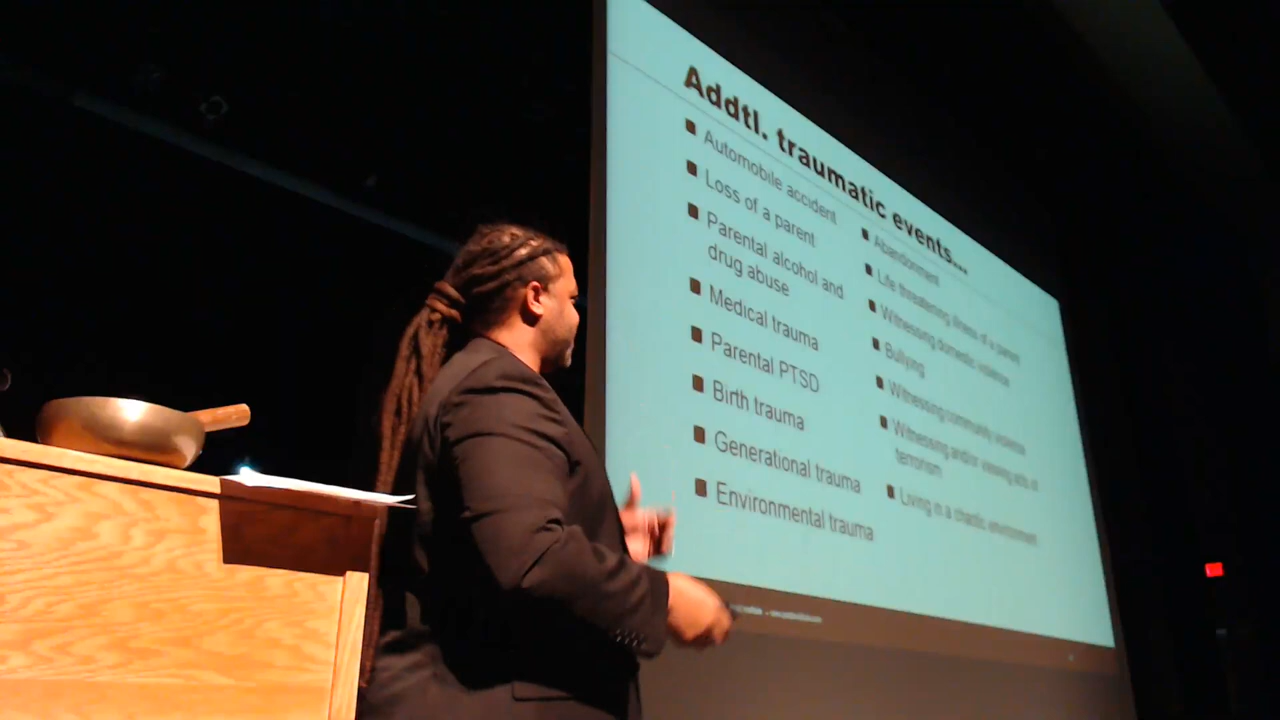 Addtl. traumatic events...
Automobile accident
Loss of a parent
Parental alcohol and
drug abuse
Medical trauma
Parental PTSD
Birth trauma
Generational trauma
Environmental trauma
Abandonment
Life threatening illness of a parent
Witnessing domestic violence
Bullying
Witnessing community violence
Witnessing and/or viewing acts of
terrorism
Living in a chaotic environment